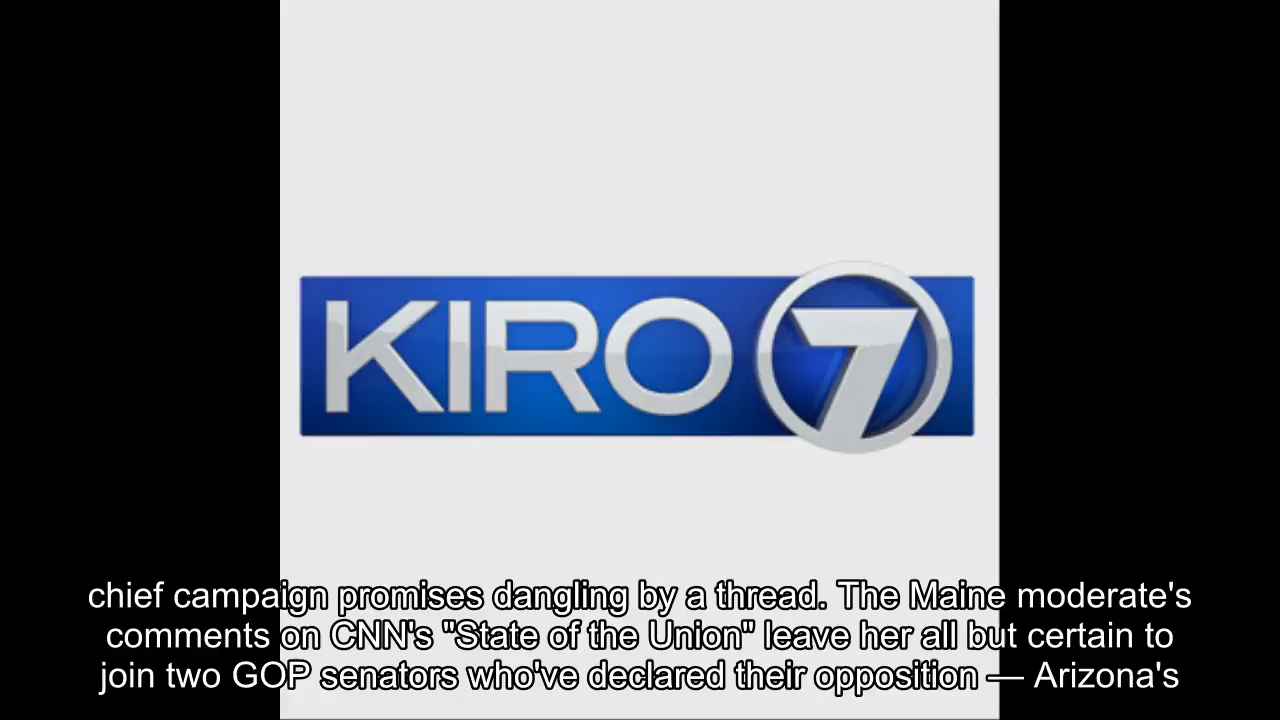 KIRO 7
chief campaign promises dangling by a thread. The Maine moderate's
comments on CNN's "State of the Union" leave her all but certain to
join two GOP senators who've declared their opposition — Arizona's